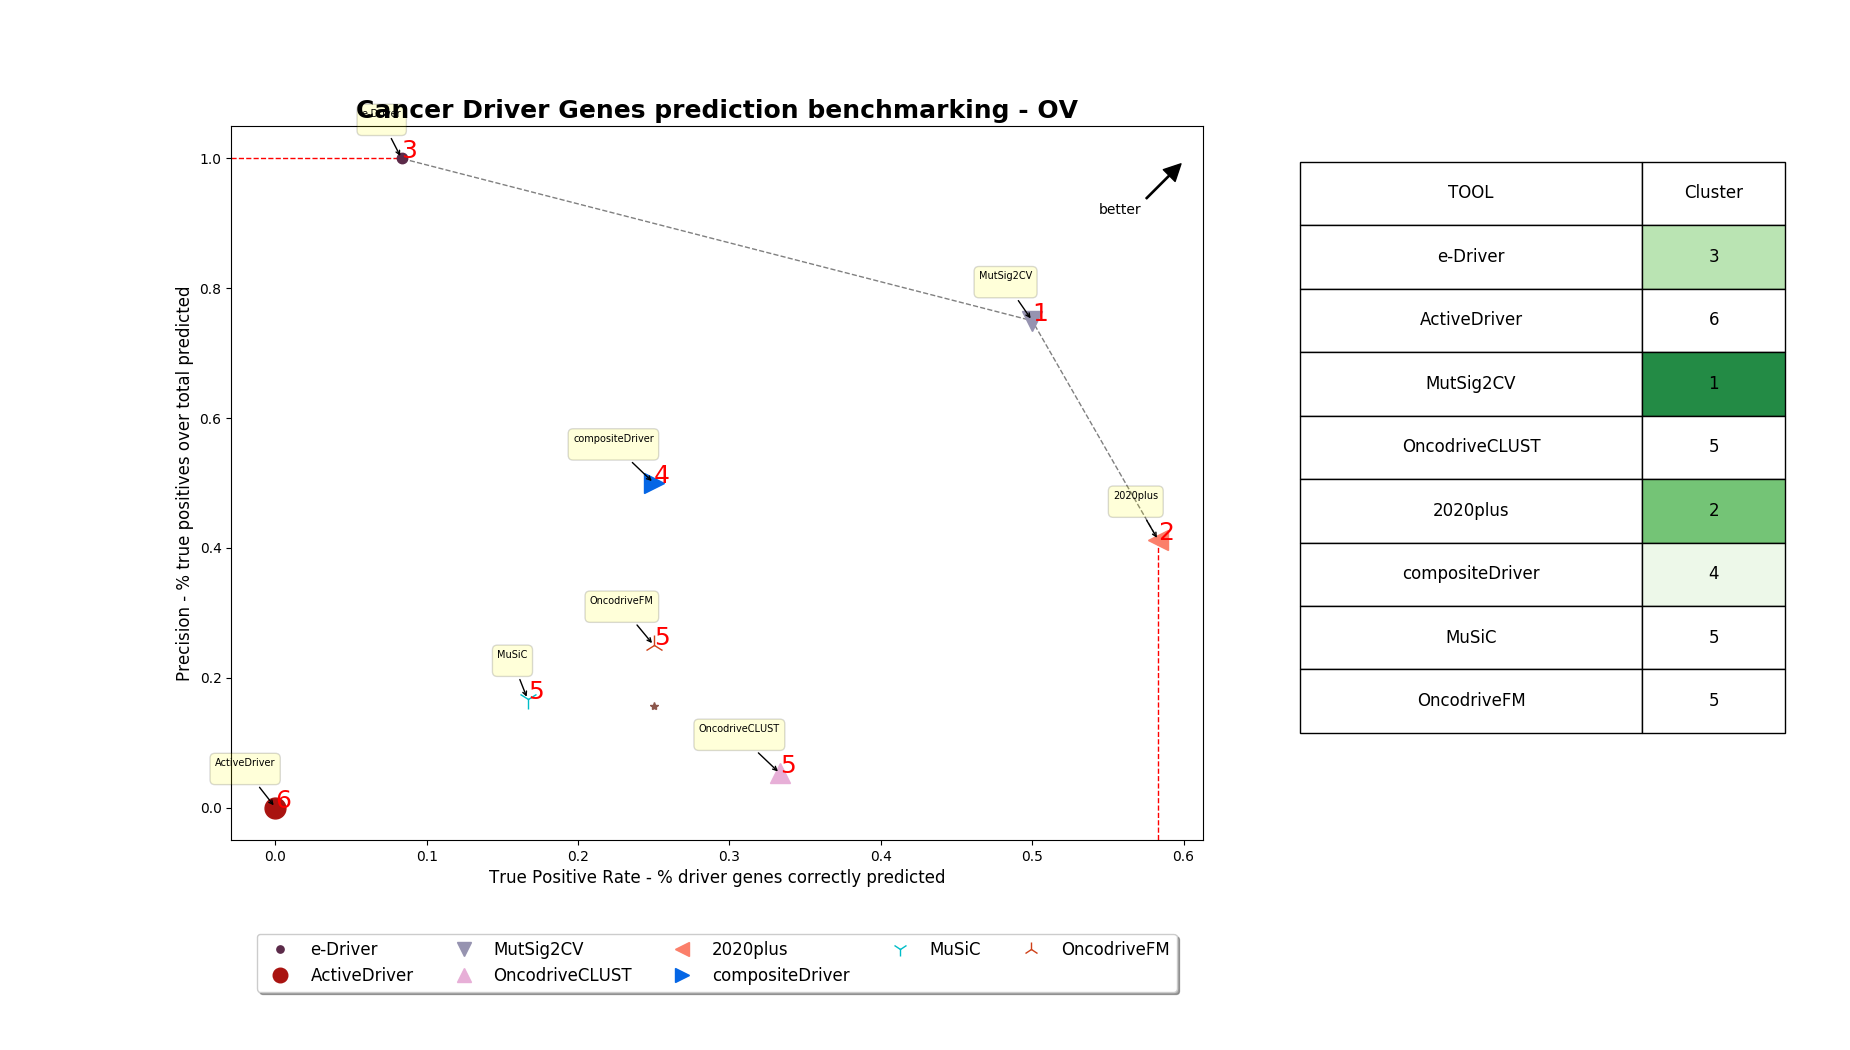 Cancer Driver Genes prediction benchmarking - OV
e-Driver
3
1.0
better
MutSig2CV
1
0.8
0.6
compositeDriver
4
2020plus
2
0.4
OncodriveFM
5
MuSiC
5
0.2
OncodriveCLUST
5
ActiveDriver
6
0.0
Precision - % true positives over total predicted
0.0 0.1 0.2 0.3 0.4 0.5 0.6
True Positive Rate - % driver genes correctly predicted
e-Driver MutSig2CV 2020plus MuSiC OncodriveFM
ActiveDriver OncodriveCLUST compositeDriver
TOOL Cluster
e-Driver 3
ActiveDriver 6
MutSig2CV 1
OncodriveCLUST 5
2020plus 2
compositeDriver 4
MuSiC 5
OncodriveFM 5